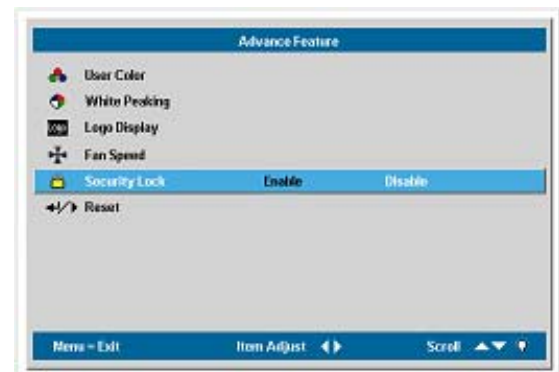 Advance Feature
User Color
White Peaking
Logo Display
Fan Speed
Security Lock Enable Disable
Reset
Menu = Exit Item Adjust Scroll